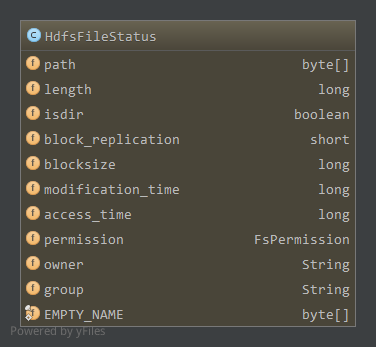 C HdfsFileStatus
f path byte[]
f length long
f isdir boolean
f block_replication short
f blocksize long
f modification_time long
f access_time long
f permission FsPermission
f owner String
f group String
f EMPTY_NAME byte[]
Powered by yFiles